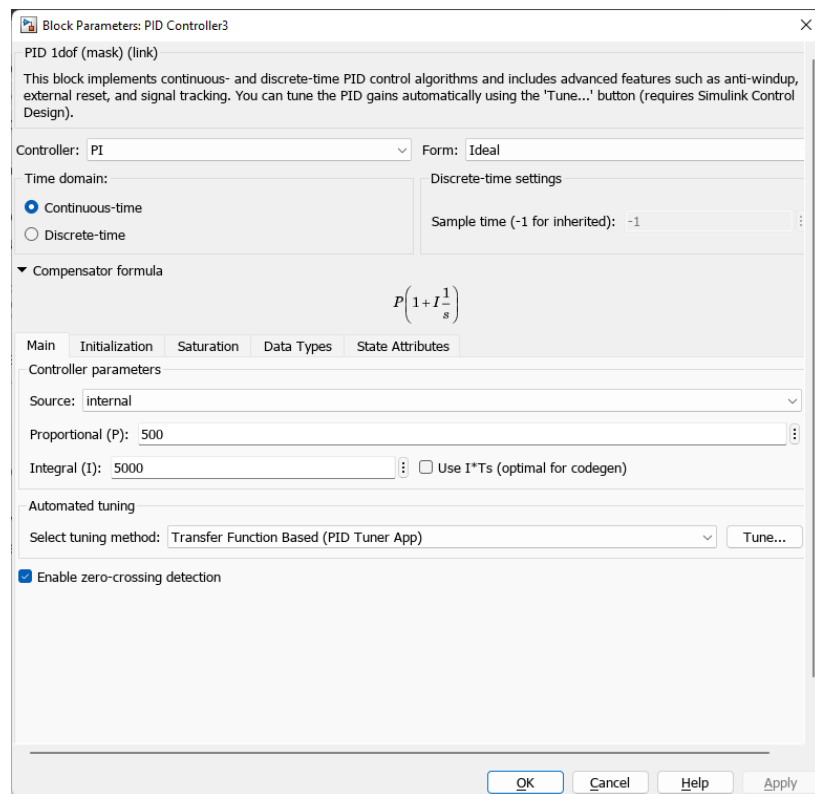 Block Parameters: PID Controller3
PID 1dof (mask) (link)
This block implements continuous- and discrete-time PID control algorithms and includes advanced features such as anti-windup,
external reset, and signal tracking. You can tune the PID gains automatically using the 'Tune...' button (requires Simulink Control
Design).
Controller: PI Form: Ideal
Time domain: Discrete-time settings
Continuous-time
Sample time (-1 for inherited): -1
Discrete-time
Compensator formula
P(1+I 1/s)
Main Initialization Saturation Data Types State Attributes
Controller parameters
Source: internal
Proportional (P): 500
Integral (I): 5000 Use I*Ts (optimal for codegen)
Automated tuning
Select tuning method: Transfer Function Based (PID Tuner App) Tune...
Enable zero-crossing detection
OK Cancel Help Apply